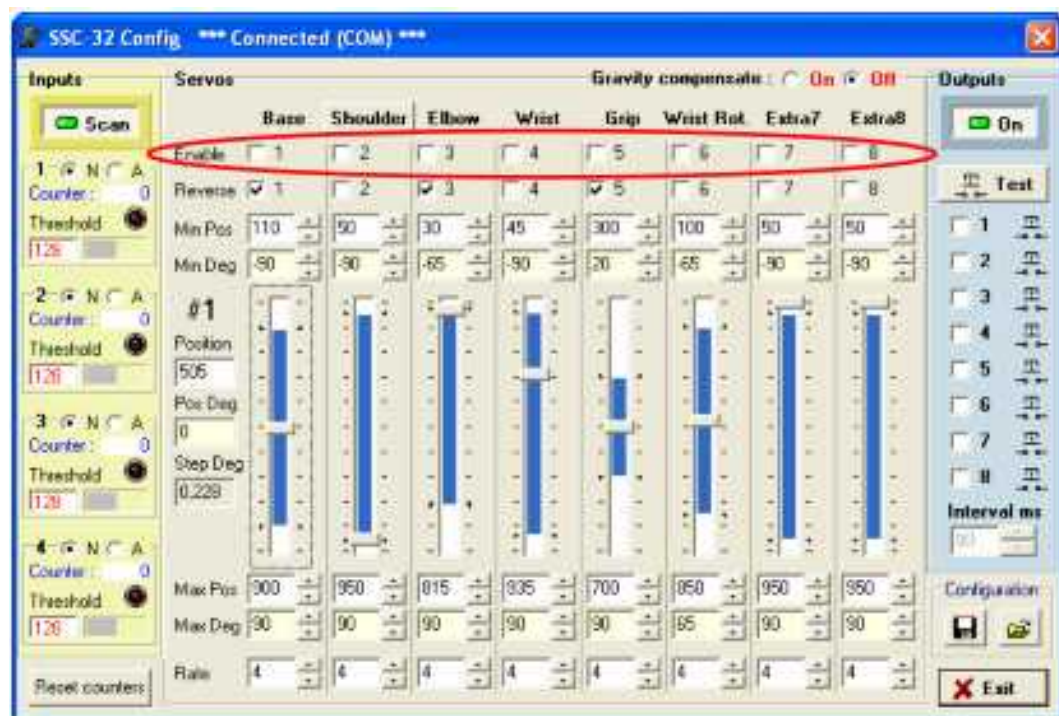 SSC-32 Config *** Connected (COM) ***
Inputs
Servos
Gravity compensate : On Off
Outputs
Scan
Base Shoulder Elbow Wrist Grip Wrist Rot. Extra7 Extra8
On
Enable 1 2 3 4 5 6 7 8
Reverse 1 2 3 4 5 6 7 8
Min Pos 110 50 30 45 300 100 50 50
Min Deg -90 -90 -65 -90 20 -65 -90 -90
1 N A
Counter : 0
Threshold
126
2 N A
Counter : 0
Threshold
126
3 N A
Counter : 0
Threshold
128
4 N A
Counter : 0
Threshold
126
Reset counters
#1
Position
505
Pos Deg
0
Step Deg
0.228
Max Pos 900 950 815 935 700 850 950 950
Max Deg 90 90 90 90 90 65 90 90
Rate 4 4 4 4 4 4 4 4
Test
1
2
3
4
5
6
7
8
Interval ms
Configuration
Exit